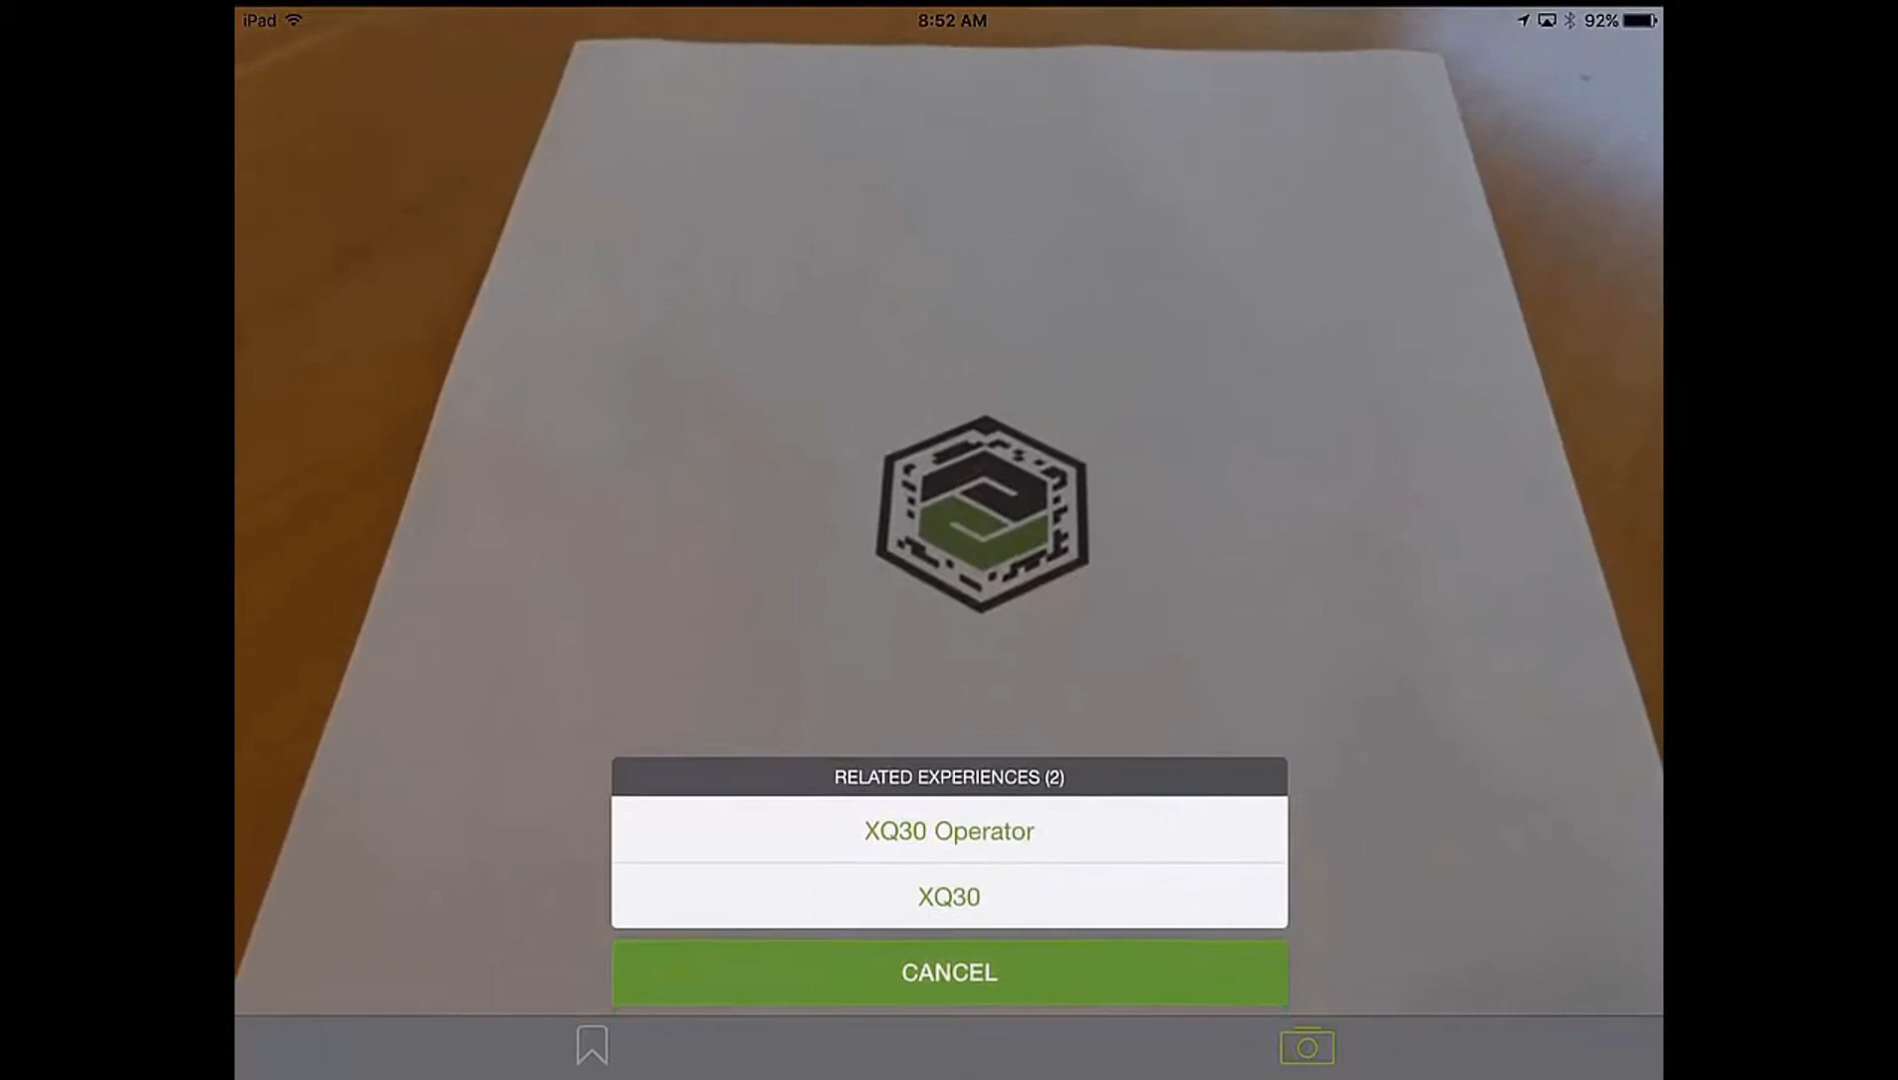 iPad 8:52 AM 92%
RELATED EXPERIENCES (2)
XQ30 Operator
XQ30
CANCEL